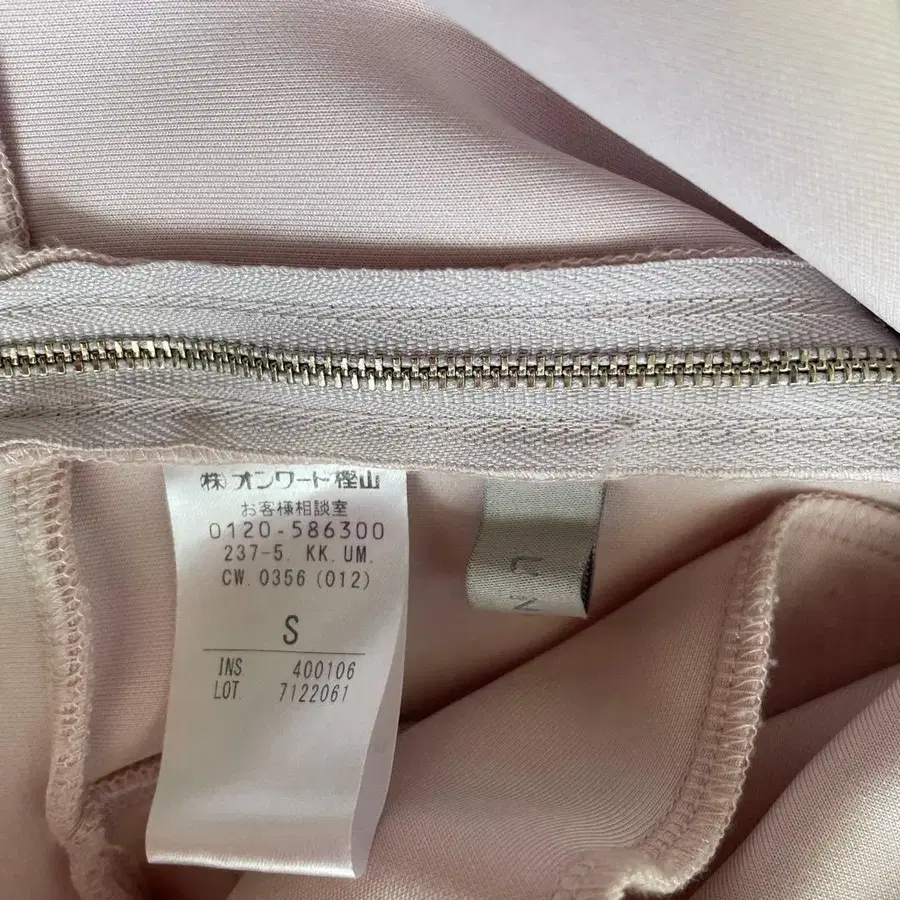 ㈱オンワード樫山
お客様相談室
0120-586300
237-5. KK. UM.
CW. 0356 (012)
S
INS. 400106
LOT. 7122061